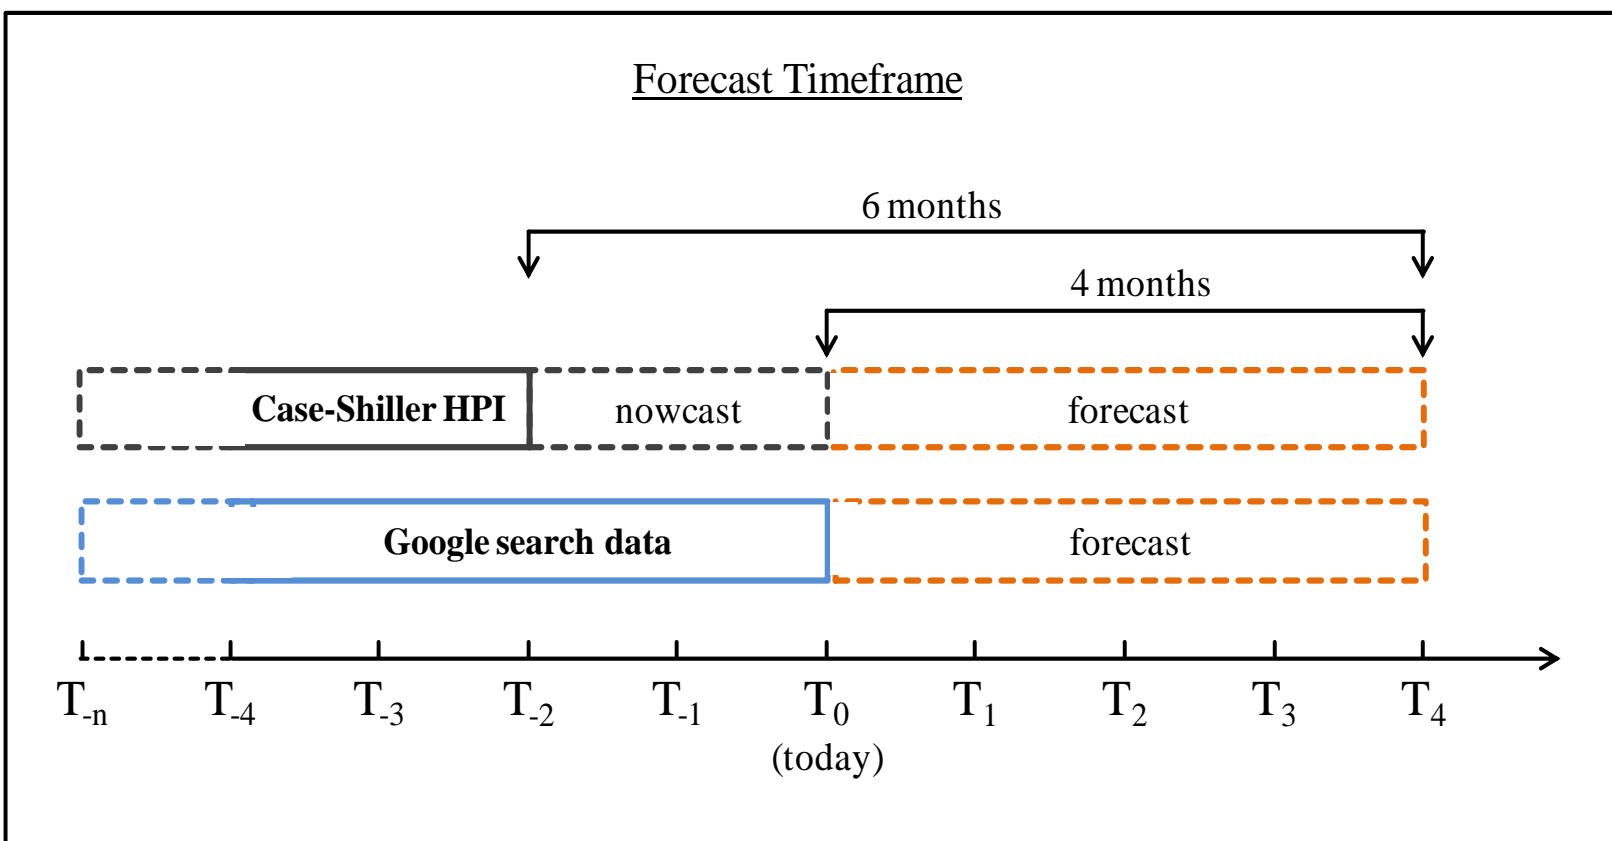 Forecast Timeframe
6 months
4 months
Case-Shiller HPI nowcast forecast
Google search data forecast
T-n T-4 T-3 T-2 T-1 T0 T1 T2 T3 T4
(today)